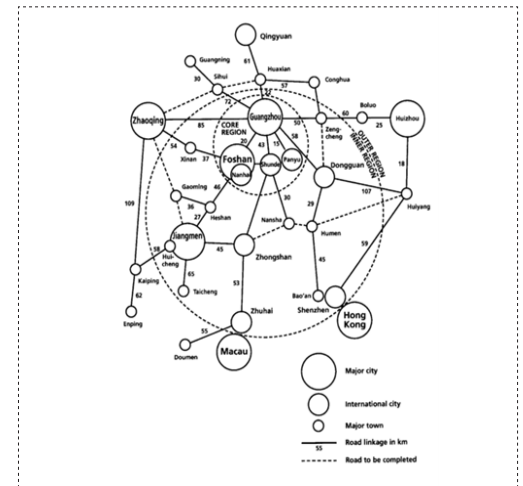 Qingyuan
Guangning
61
Huaxian
Sihui
30
57
Conghua
72
Boluo
Zhaoqing
85
CORE
REGION
Guangzhou
50
60
25
Huizhou
Zeng-
cheng
58
54
Xinan
37
20
43
15
Foshan
Nanhai
Shunde
Panyu
OUTER REGION
INNER REGION
18
Dongguan
Gaoming
46
107
36
30
Huiyang
109
27
Heshan
Nansha
29
Humen
Jiangmen
58
Hui-
cheng
45
Zhongshan
45
59
Kaiping
65
62
Taicheng
53
Bao'an
Shenzhen
Enping
Zhuhai
Hong
Kong
55
Doumen
Macau
Major city
International city
Major town
55
Road linkage in km
Road to be completed